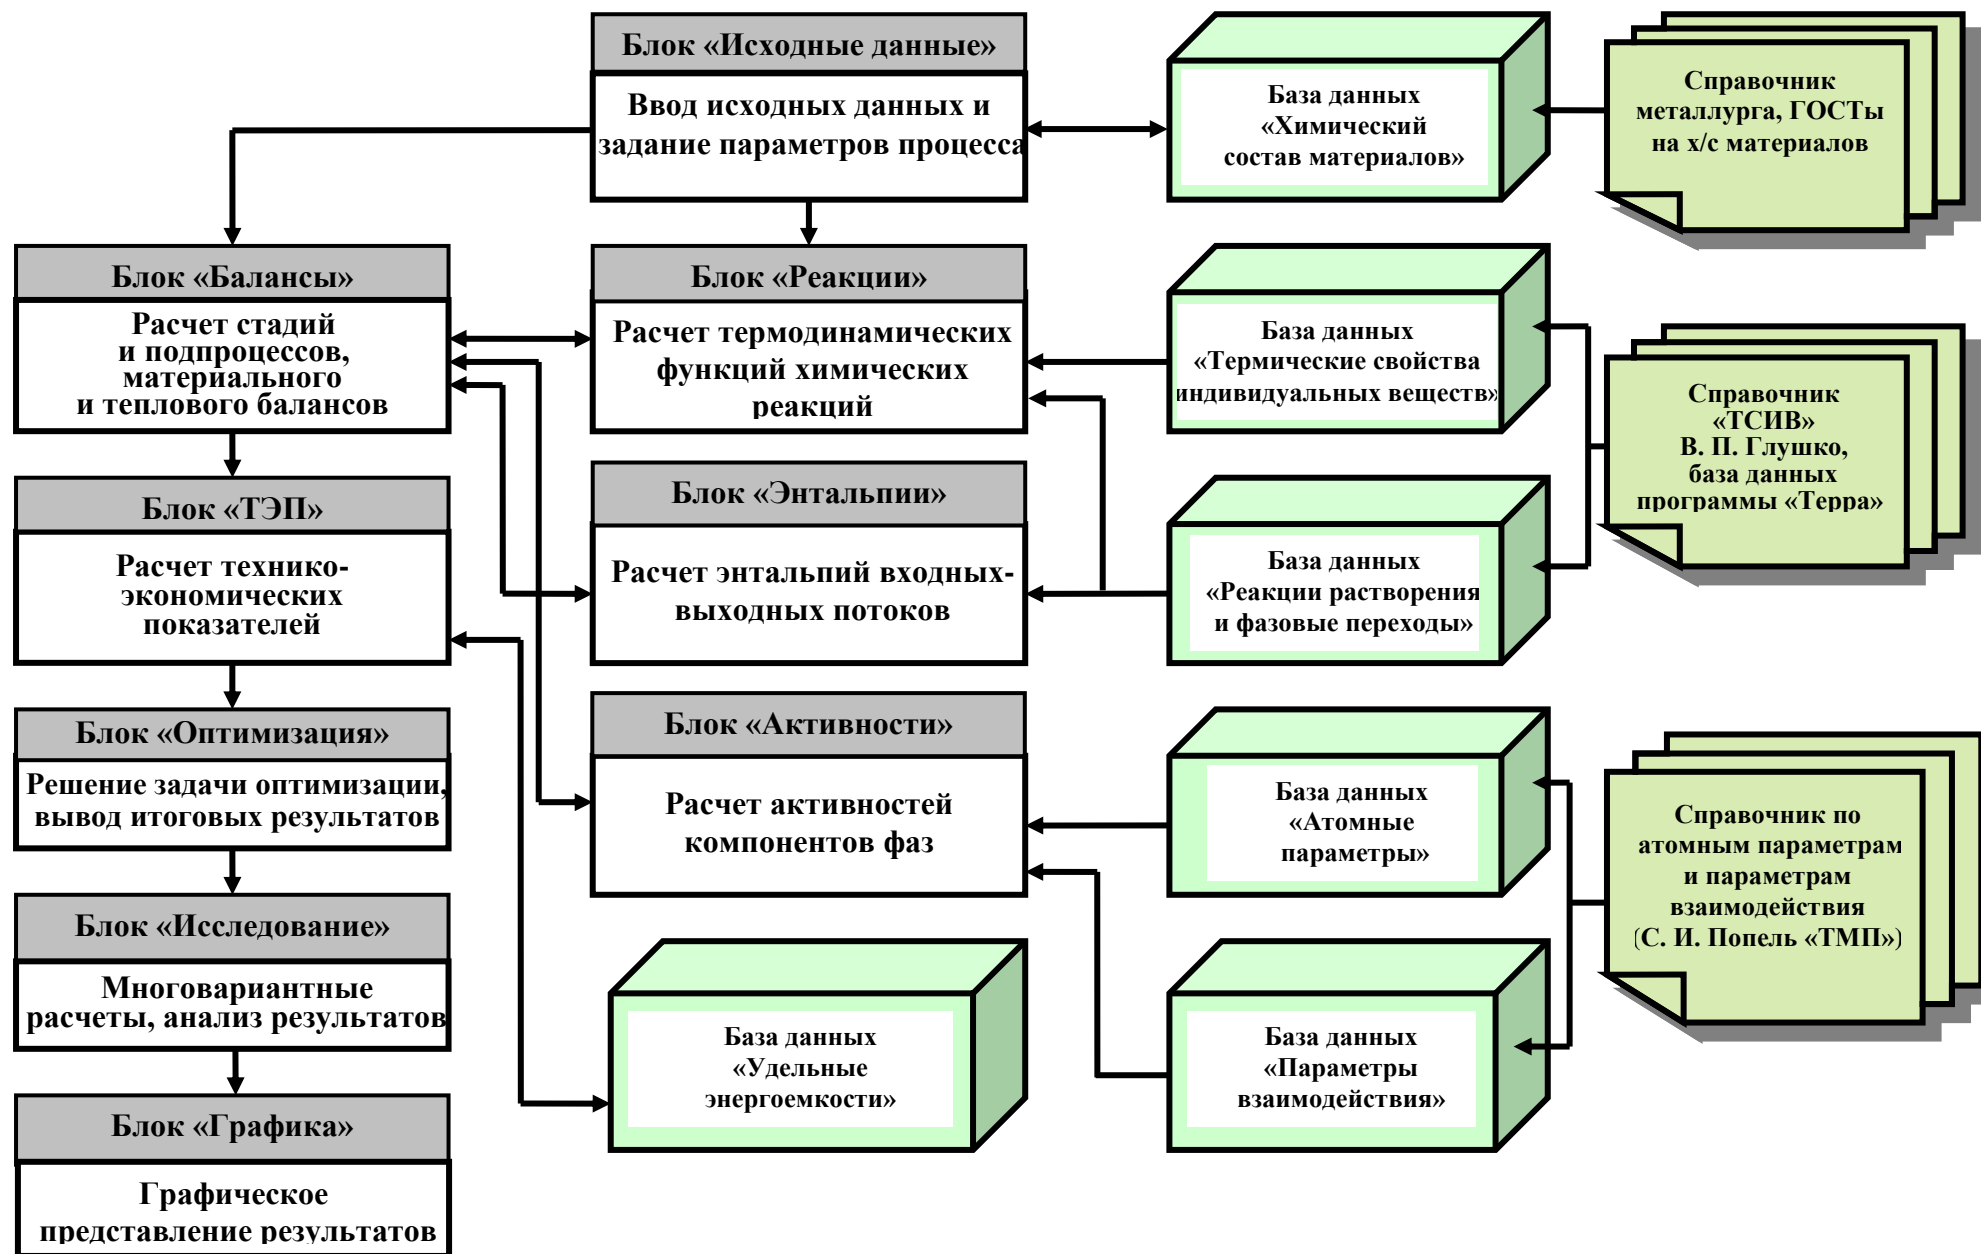 Блок «Исходные данные»
Ввод исходных данных и
задание параметров процесса
База данных
«Химический
состав материалов»
Справочник
металлурга, ГОСТы
на х/с материалов
Блок «Балансы»
Расчет стадий
и подпроцессов,
материального
и теплового балансов
Блок «Реакции»
Расчет термодинамических
функций химических
реакций
База данных
«Термические свойства
индивидуальных веществ»
Справочник
«ТСИВ»
В. П. Глушко,
база данных
программы «Терра»
Блок «ТЭП»
Расчет технико-
экономических
показателей
Блок «Энтальпии»
Расчет энтальпий входных-
выходных потоков
База данных
«Реакции растворения
и фазовые переходы»
Блок «Оптимизация»
Решение задачи оптимизации,
вывод итоговых результатов
Блок «Активности»
Расчет активностей
компонентов фаз
База данных
«Атомные
параметры»
Справочник по
атомным параметрам
и параметрам
взаимодействия
(С. И. Попель «ТМП»)
Блок «Исследование»
Многовариантные
расчеты, анализ результатов
База данных
«Удельные
энергоемкости»
База данных
«Параметры
взаимодействия»
Блок «Графика»
Графическое
представление результатов